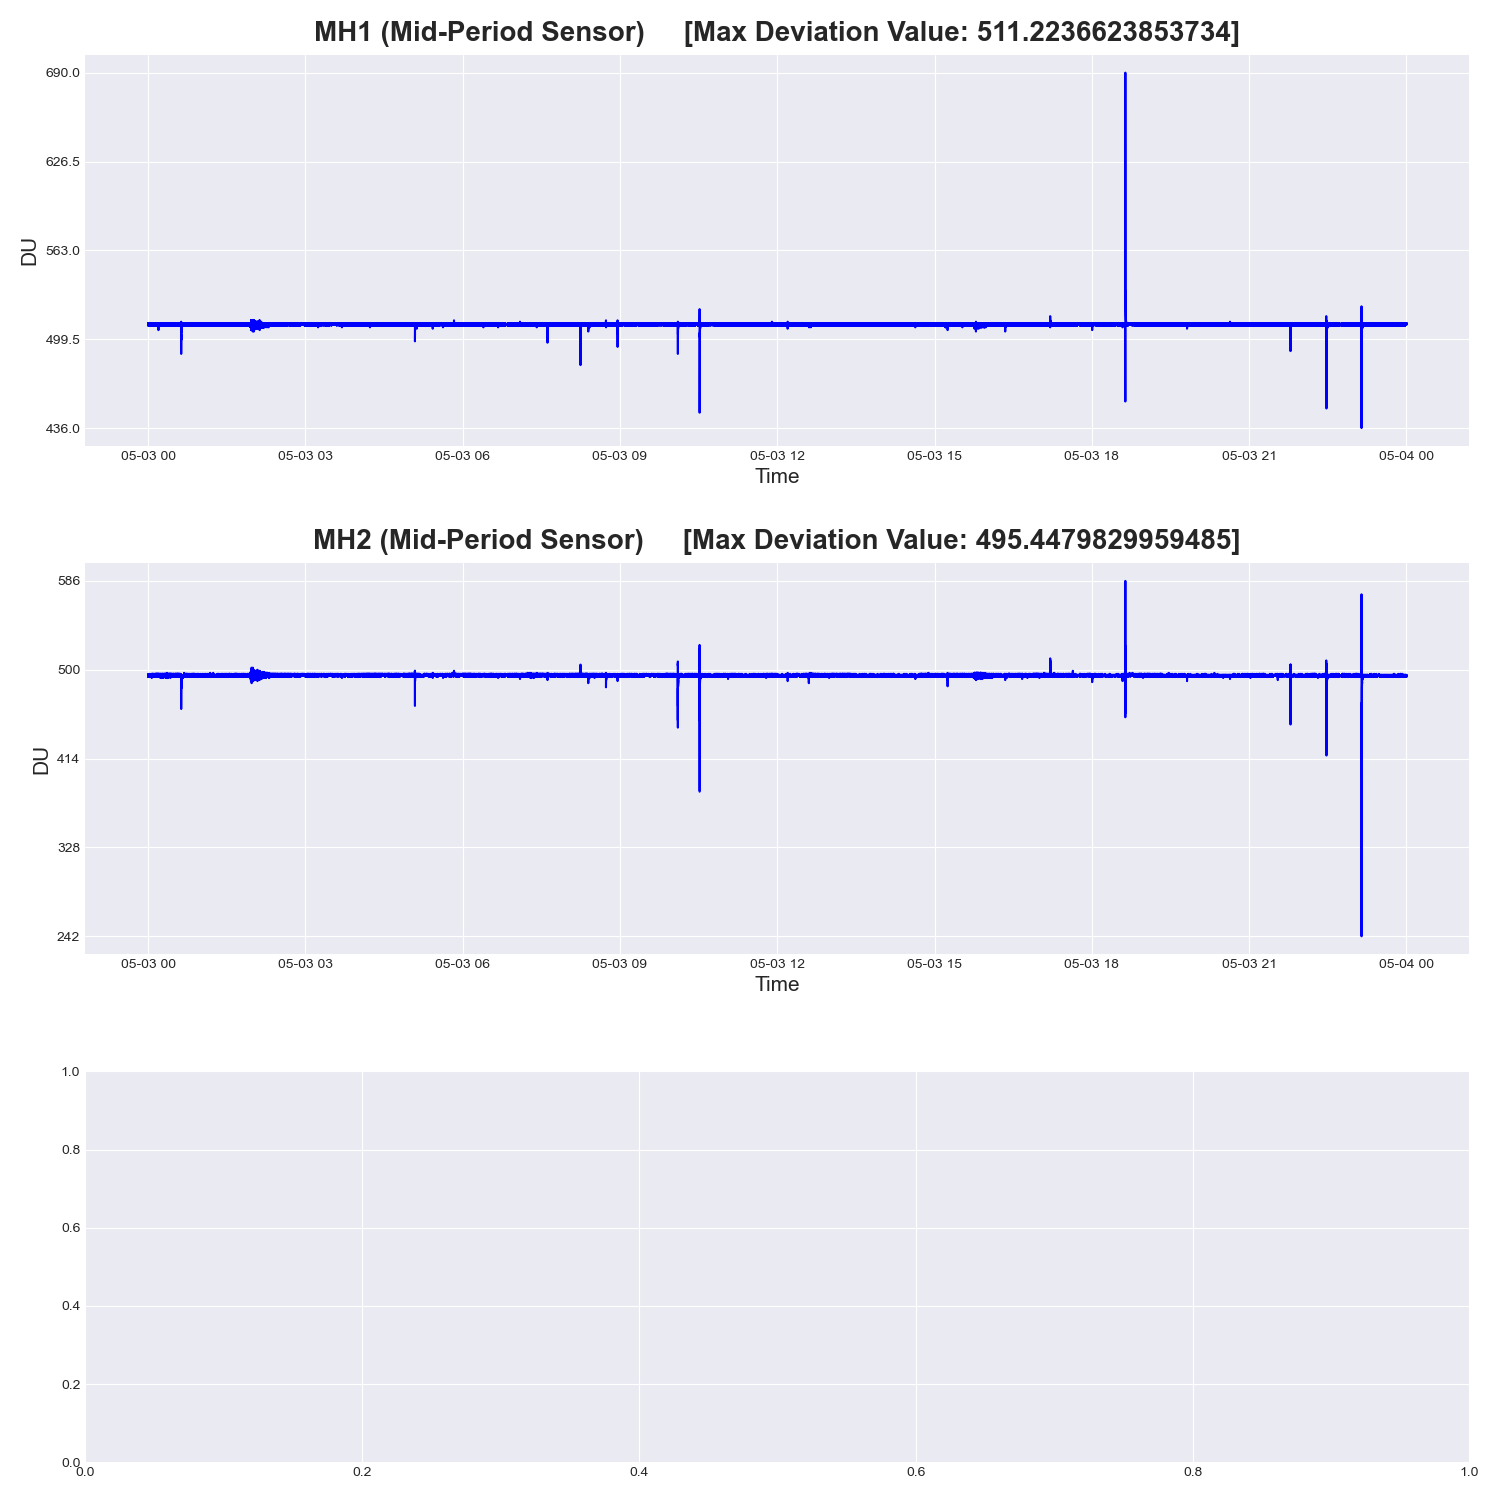 MH1 (Mid-Period Sensor) [Max Deviation Value: 511.2236623853734]
690.0
626.5
563.0
499.5
436.0
DU
05-03 00 05-03 03 05-03 06 05-03 09 05-03 12 05-03 15 05-03 18 05-03 21 05-04 00
Time
MH2 (Mid-Period Sensor) [Max Deviation Value: 495.4479829959485]
586
500
414
328
242
DU
05-03 00 05-03 03 05-03 06 05-03 09 05-03 12 05-03 15 05-03 18 05-03 21 05-04 00
Time
1.0
0.8
0.6
0.4
0.2
0.0
0.0 0.2 0.4 0.6 0.8 1.0